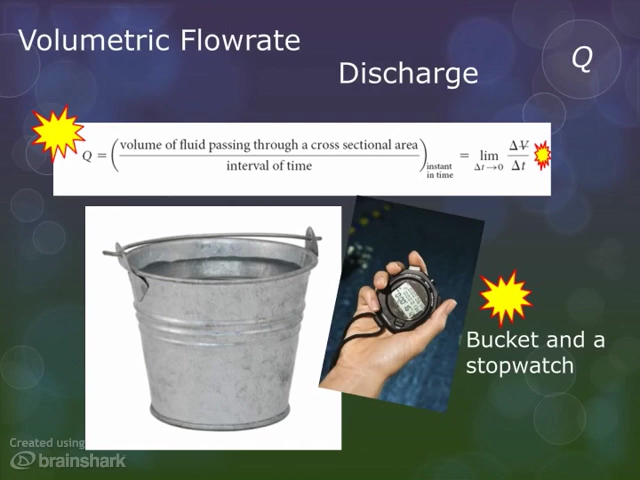 Volumetric Flowrate
Discharge
Q
Q = (volume of fluid passing through a cross sectional area / interval of time) instant in time = lim Δt→0 ΔV̶/Δt
Bucket and a
stopwatch
Created using
brainshark